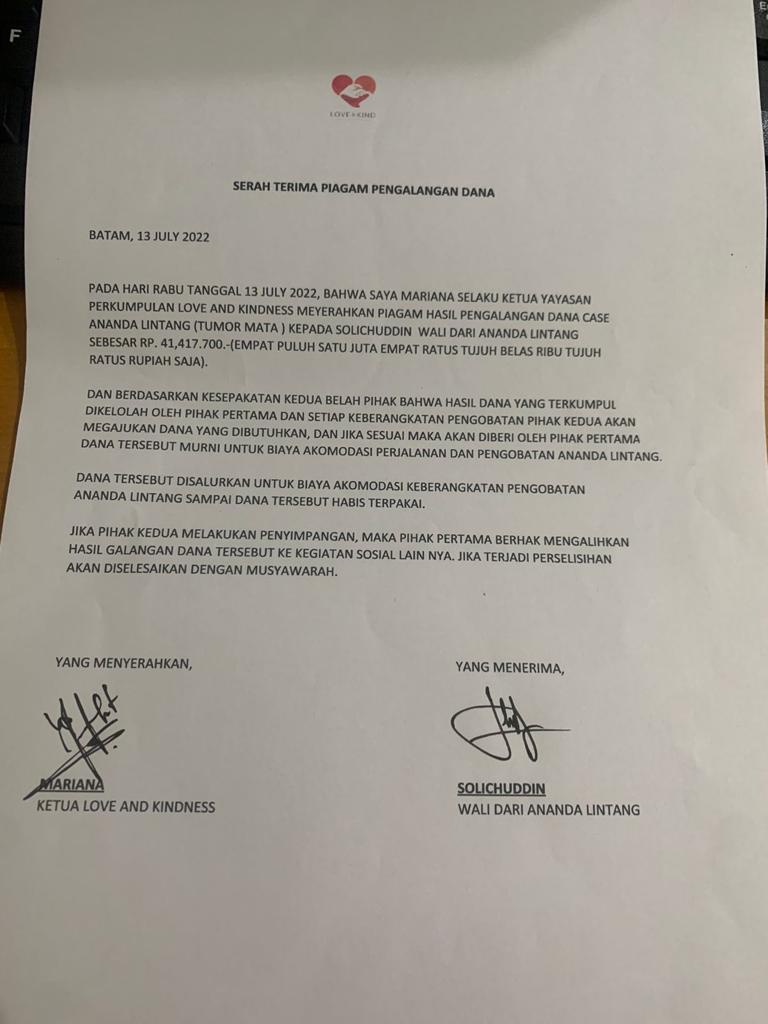 F
LOVE & KIND
SERAH TERIMA PIAGAM PENGALANGAN DANA
BATAM, 13 JULY 2022
PADA HARI RABU TANGGAL 13 JULY 2022, BAHWA SAYA MARIANA SELAKU KETUA YAYASAN
PERKUMPULAN LOVE AND KINDNESS MEYERAHKAN PIAGAM HASIL PENGALANGAN DANA CASE
ANANDA LINTANG (TUMOR MATA ) KEPADA SOLICHUDDIN WALI DARI ANANDA LINTANG
SEBESAR RP. 41,417.700.-(EMPAT PULUH SATU JUTA EMPAT RATUS TUJUH BELAS RIBU TUJUH
RATUS RUPIAH SAJA).
DAN BERDASARKAN KESEPAKATAN KEDUA BELAH PIHAK BAHWA HASIL DANA YANG TERKUMPUL
DIKELOLAH OLEH PIHAK PERTAMA DAN SETIAP KEBERANGKATAN PENGOBATAN PIHAK KEDUA AKAN
MEGAJUKAN DANA YANG DIBUTUHKAN, DAN JIKA SESUAI MAKA AKAN DIBERI OLEH PIHAK PERTAMA
DANA TERSEBUT MURNI UNTUK BIAYA AKOMODASI PERJALANAN DAN PENGOBATAN ANANDA LINTANG.
DANA TERSEBUT DISALURKAN UNTUK BIAYA AKOMODASI KEBERANGKATAN PENGOBATAN
ANANDA LINTANG SAMPAI DANA TERSEBUT HABIS TERPAKAI.
JIKA PIHAK KEDUA MELAKUKAN PENYIMPANGAN, MAKA PIHAK PERTAMA BERHAK MENGALIHKAN
HASIL GALANGAN DANA TERSEBUT KE KEGIATAN SOSIAL LAIN NYA. JIKA TERJADI PERSELISIHAN
AKAN DISELESAIKAN DENGAN MUSYAWARAH.
YANG MENYERAHKAN,
YANG MENERIMA,
MARIANA
KETUA LOVE AND KINDNESS
SOLICHUDDIN
WALI DARI ANANDA LINTANG